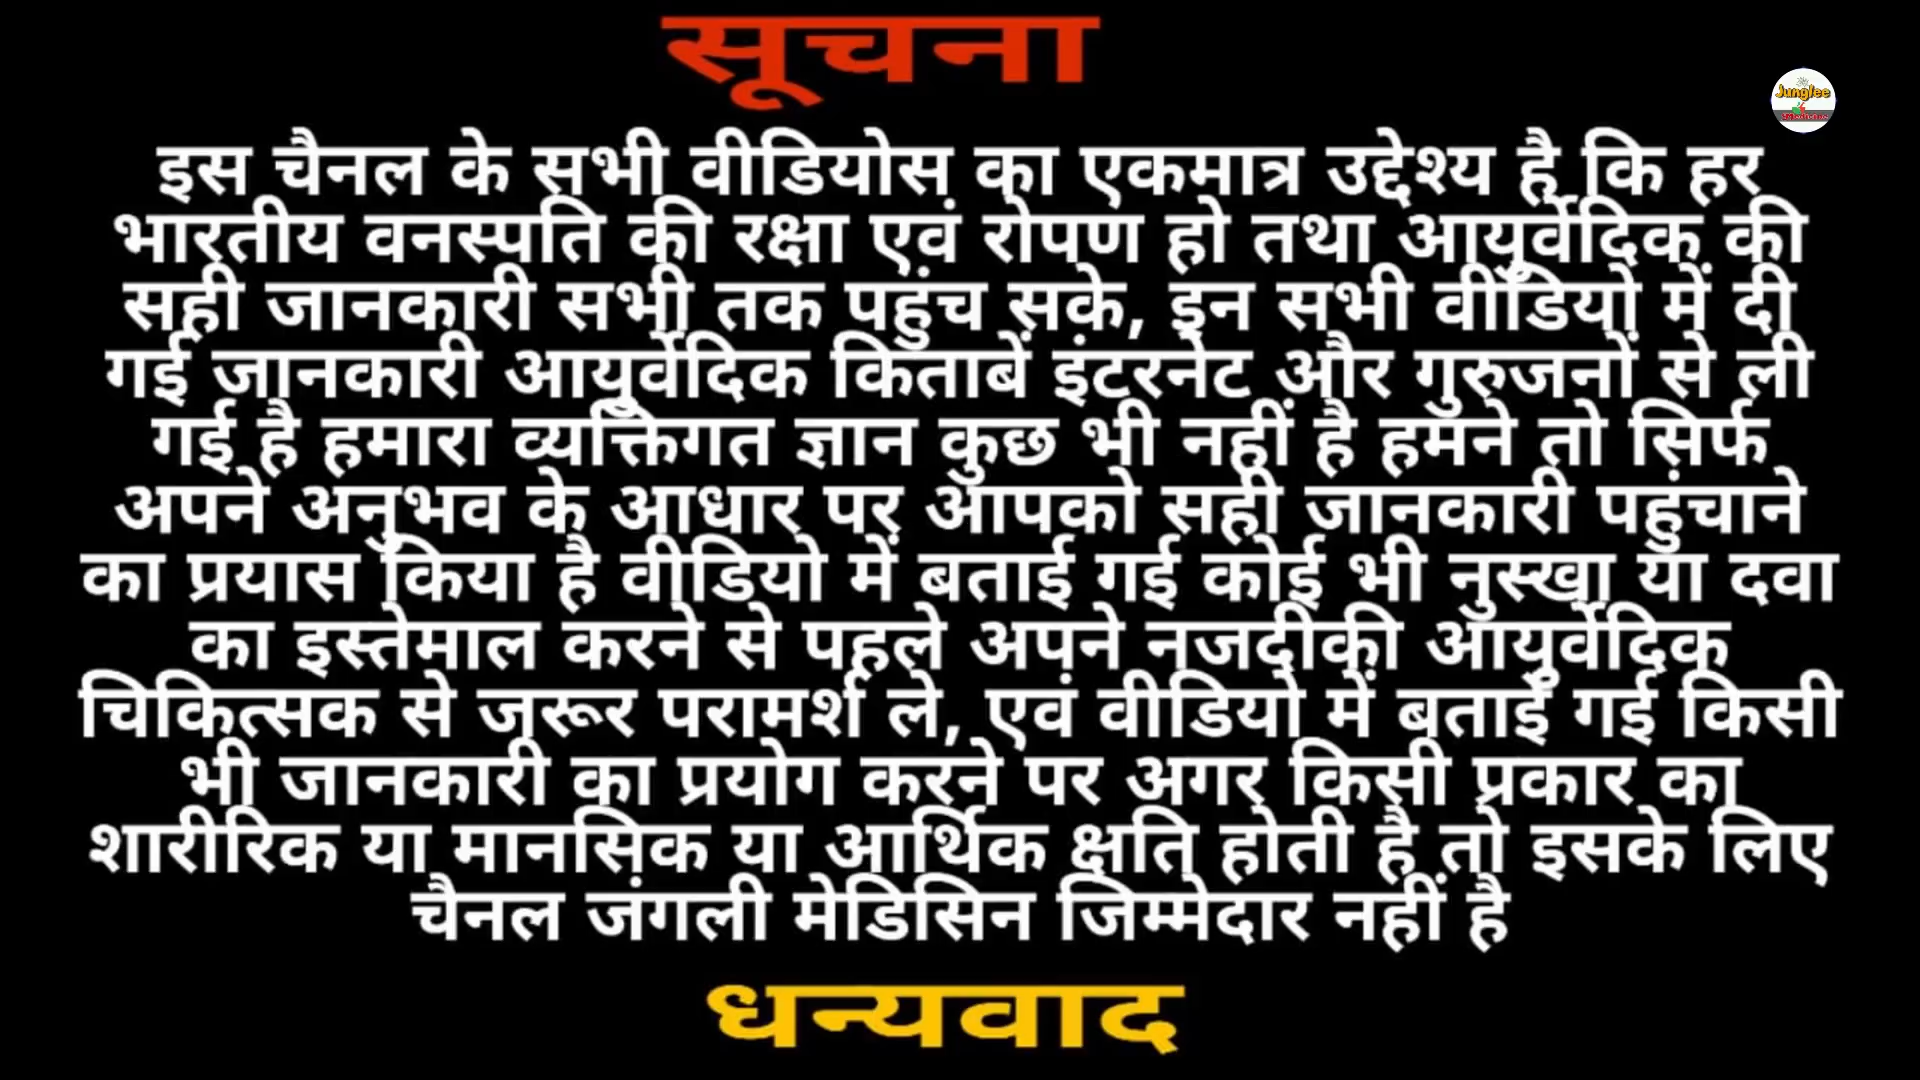 सूचना
Junglee
Medicine
इस चैनल के सभी वीडियोस का एकमात्र उद्देश्य है कि हर
भारतीय वनस्पति की रक्षा एवं रोपण हो तथा आयुर्वेदिक की
सही जानकारी सभी तक पहुंच सके, इन सभी वीडियो में दी
गई जानकारी आयुर्वेदिक किताबें इंटरनेट और गुरुजनों से ली
गई है हमारा व्यक्तिगत ज्ञान कुछ भी नहीं है हमने तो सिर्फ
अपने अनुभव के आधार पर आपको सही जानकारी पहुंचाने
का प्रयास किया है वीडियो में बताई गई कोई भी नुस्खा या दवा
का इस्तेमाल करने से पहले अपने नजदीकी आयुर्वेदिक
चिकित्सक से जरूर परामर्श ले, एवं वीडियो में बताई गई किसी
भी जानकारी का प्रयोग करने पर अगर किसी प्रकार का
शारीरिक या मानसिक या आर्थिक क्षति होती है तो इसके लिए
चैनल जंगली मेडिसिन जिम्मेदार नहीं है
धन्यवाद